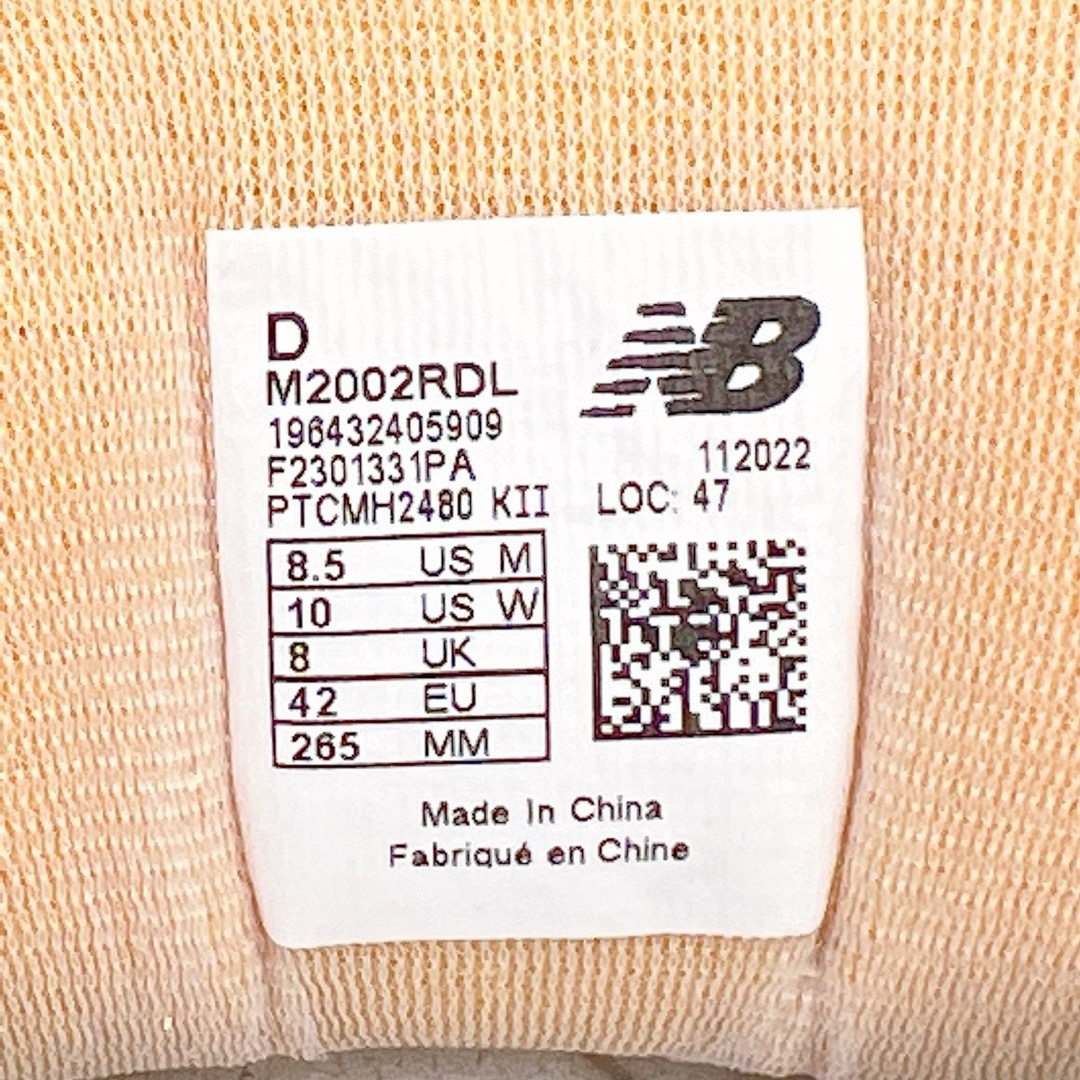 D
M2002RDL
NB
196432405909
F2301331PA
112022
PTCMH2480 KII
LOC: 47
8.5 US M
10 US W
8 UK
42 EU
265 MM
Made In China
Fabriqué en Chine